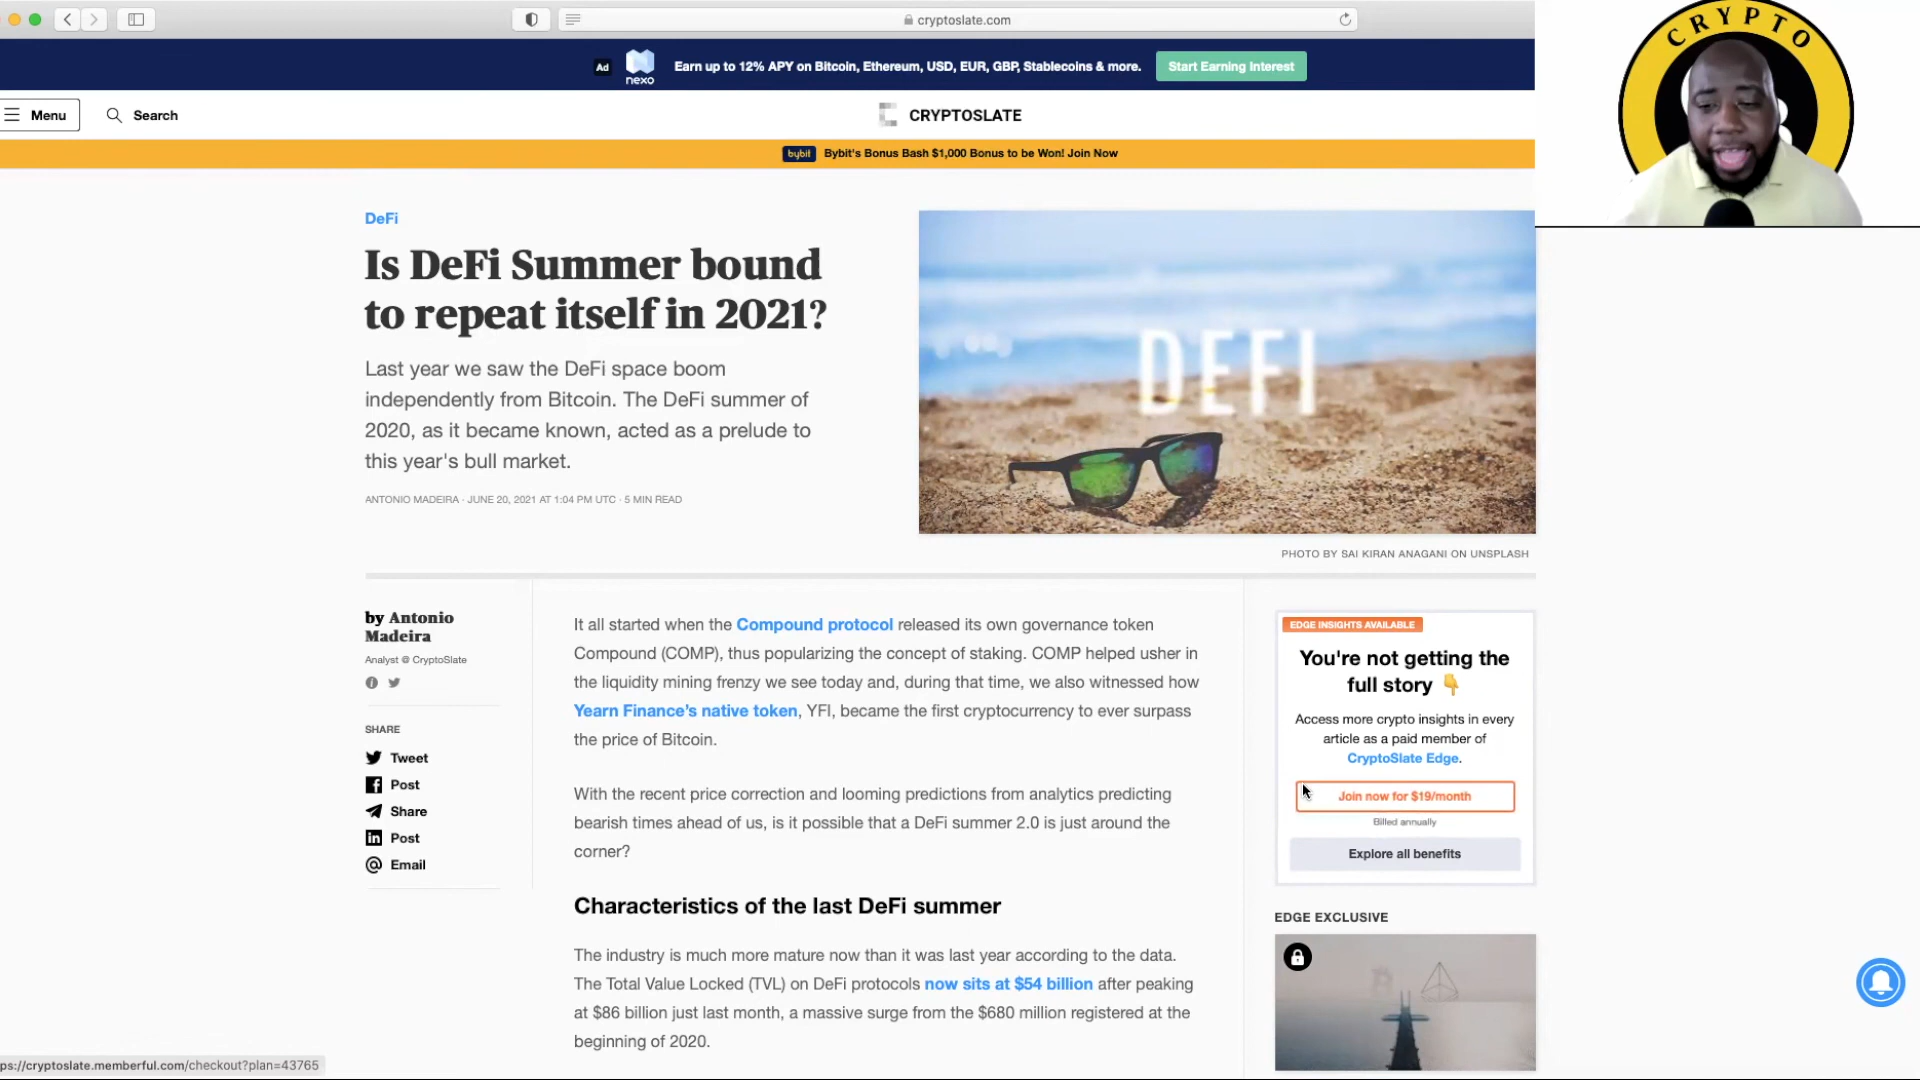 cryptoslate.com
CRYPTO
Ad
nexo
Earn up to 12% APY on Bitcoin, Ethereum, USD, EUR, GBP, Stablecoins & more.
Start Earning Interest
Menu
Search
CRYPTOSLATE
bybit
Bybit's Bonus Bash $1,000 Bonus to be Won! Join Now
DeFi
Is DeFi Summer bound
to repeat itself in 2021?
Last year we saw the DeFi space boom
independently from Bitcoin. The DeFi summer of
2020, as it became known, acted as a prelude to
this year's bull market.
ANTONIO MADEIRA · JUNE 20, 2021 AT 1:04 PM UTC · 5 MIN READ
DEFI
PHOTO BY SAI KIRAN ANAGANI ON UNSPLASH
by Antonio
Madeira
Analyst @ CryptoSlate
SHARE
Tweet
Post
Share
Post
Email
It all started when the Compound protocol released its own governance token
Compound (COMP), thus popularizing the concept of staking. COMP helped usher in
the liquidity mining frenzy we see today and, during that time, we also witnessed how
Yearn Finance’s native token, YFI, became the first cryptocurrency to ever surpass
the price of Bitcoin.
With the recent price correction and looming predictions from analytics predicting
bearish times ahead of us, is it possible that a DeFi summer 2.0 is just around the
corner?
Characteristics of the last DeFi summer
The industry is much more mature now than it was last year according to the data.
The Total Value Locked (TVL) on DeFi protocols now sits at $54 billion after peaking
at $86 billion just last month, a massive surge from the $680 million registered at the
beginning of 2020.
EDGE INSIGHTS AVAILABLE
You're not getting the
full story
Access more crypto insights in every
article as a paid member of
CryptoSlate Edge.
Join now for $19/month
Billed annually
Explore all benefits
EDGE EXCLUSIVE
ps://cryptoslate.memberful.com/checkout?plan=43765